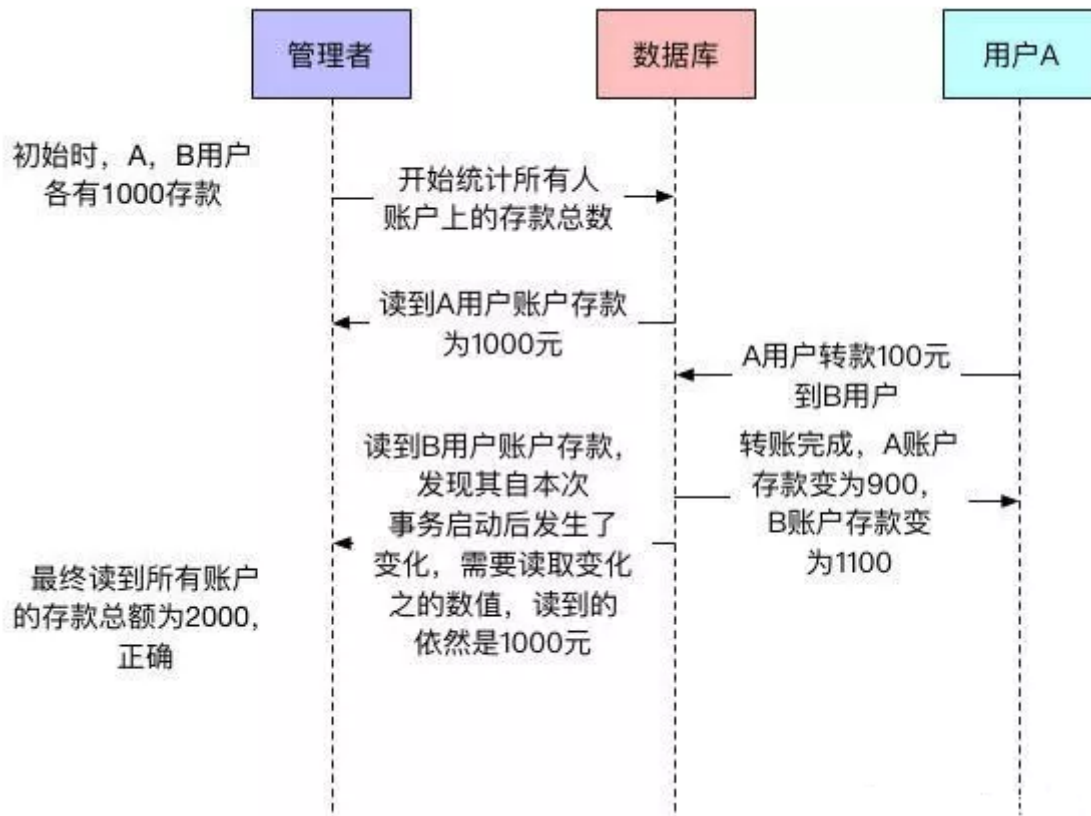 管理者
数据库
用户A
初始时，A，B用户
各有1000存款
开始统计所有人
账户上的存款总数
读到A用户账户存款
为1000元
A用户转款100元
到B用户
转账完成，A账户
存款变为900，
B账户存款变
为1100
读到B用户账户存款，
发现其自本次
事务启动后发生了
变化，需要读取变化
之的数值，读到的
依然是1000元
最终读到所有账户
的存款总额为2000，
正确